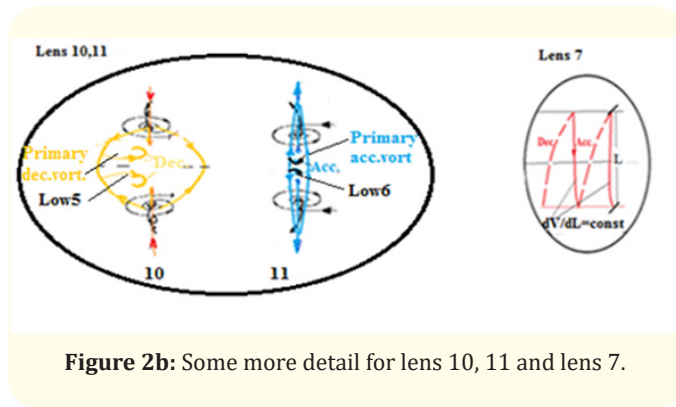 Lens 10,11
Lens 7
Primary
dec.vort.
Dec
Low5
10
Primary
acc.vort
Acc,
Low6
11
Dec
Acc.
L
dV/dL=const
Figure 2b: Some more detail for lens 10, 11 and lens 7.